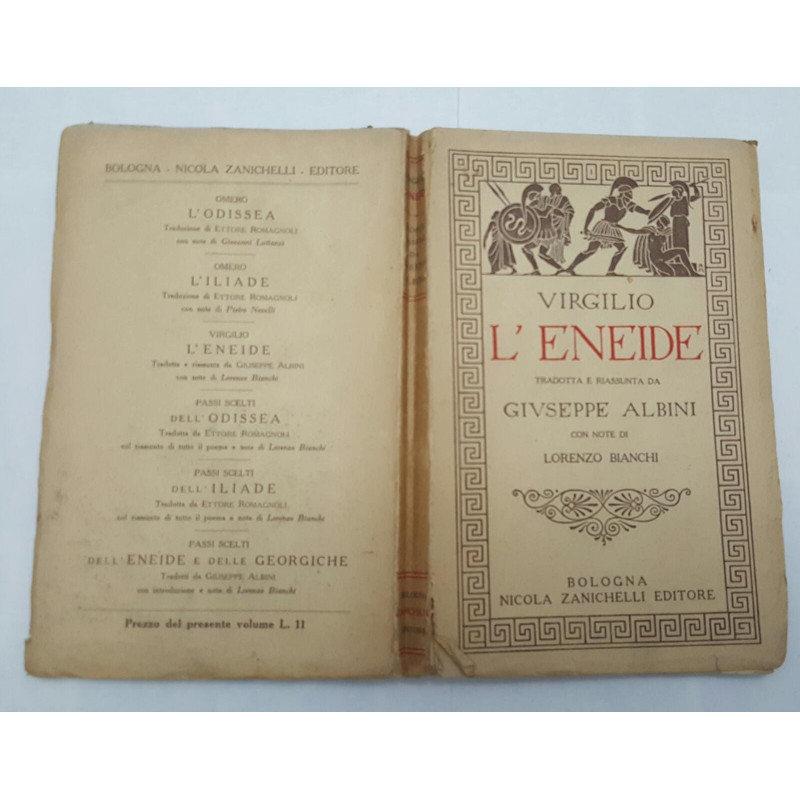 BOLOGNA - NICOLA ZANICHELLI - EDITORE
OMERO
L'ODISSEA
Traduzione di ETTORE ROMAGNOLI
con note di Giovanni
OMERO
L'ILIADE
Traduzione di ETTORE ROMAGNOLI
con note di Pietro
VIRGILIO
L'ENEIDE
Tradotta e riassunta da GIUSEPPE ALBINI
con note di Lorenzo Bianchi
PASSI SCELTI
DELL'ODISSEA
Tradotta da ETTORE ROMAGNOLI
col riassunto di tutto il poema e note di Lorenzo Bianchi
PASSI SCELTI
DELL'ILIADE
Tradotta da ETTORE ROMAGNOLI,
col riassunto di tutto il poema e note di Lorenzo Bianchi
PASSI SCELTI
DELL'ENEIDE E DELLE GEORGICHE
Tradotti da GIUSEPPE ALBINI
con introduzione e note di Lorenzo Bianchi
Prezzo del presente volume L. 11
VIRGILIO
L'ENEIDE
TRADOTTA E RIASSUNTA DA
GIVSEPPE ALBINI
CON NOTE DI
LORENZO BIANCHI
BOLOGNA
NICOLA ZANICHELLI EDITORE